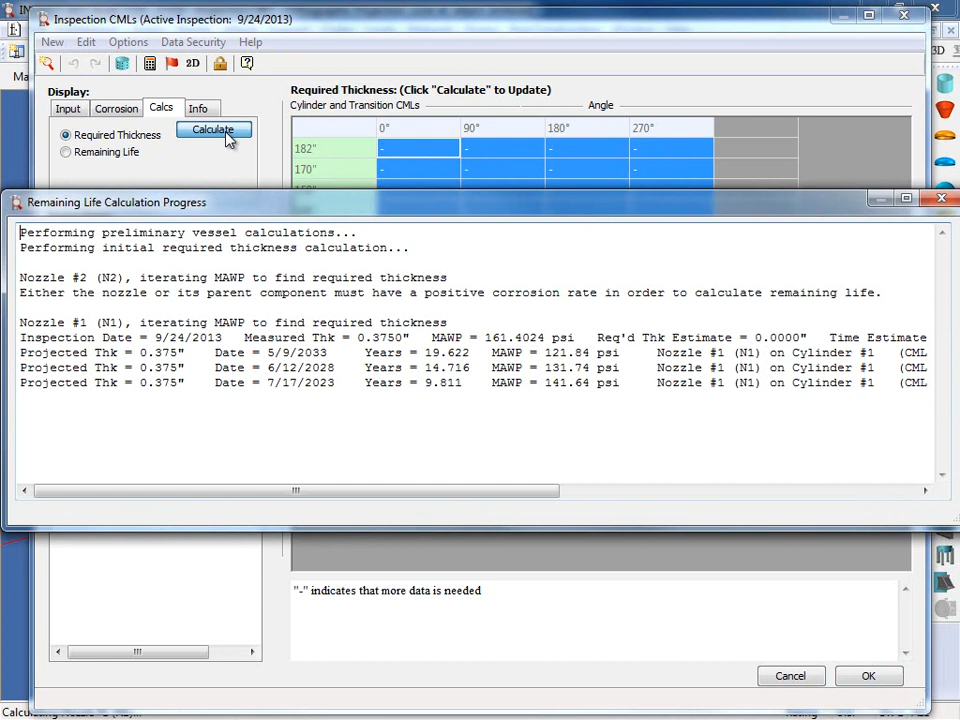 Inspection CMLs (Active Inspection: 9/24/2013)
New Edit Options Data Security Help
2D
3D
Ma
Display:
Input Corrosion Calcs Info
Required Thickness
Calculate
Remaining Life
Required Thickness: (Click "Calculate" to Update)
Cylinder and Transition CMLs
Angle
0° 90° 180° 270°
182" - - - -
170" - - - -
Remaining Life Calculation Progress
Performing preliminary vessel calculations...
Performing initial required thickness calculation...
Nozzle #2 (N2), iterating MAWP to find required thickness
Either the nozzle or its parent component must have a positive corrosion rate in order to calculate remaining life.
Nozzle #1 (N1), iterating MAWP to find required thickness
Inspection Date = 9/24/2013 Measured Thk = 0.3750" MAWP = 161.4024 psi Req'd Thk Estimate = 0.0000" Time Estimate
Projected Thk = 0.375" Date = 5/9/2033 Years = 19.622 MAWP = 121.84 psi Nozzle #1 (N1) on Cylinder #1 (CML
Projected Thk = 0.375" Date = 6/12/2028 Years = 14.716 MAWP = 131.74 psi Nozzle #1 (N1) on Cylinder #1 (CML
Projected Thk = 0.375" Date = 7/17/2023 Years = 9.811 MAWP = 141.64 psi Nozzle #1 (N1) on Cylinder #1 (CML
"-" indicates that more data is needed
Cancel OK